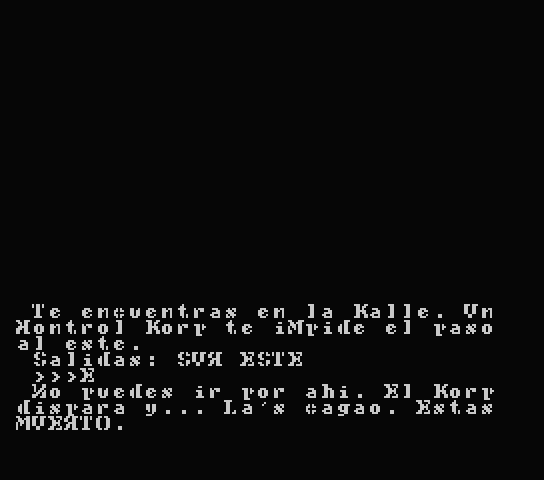 Te encuentras en la Kalle. Un
Kontrol Korp te iMpide el paso
al este.
Salidas: SUR ESTE
>>>E
No puedes ir por ahi. El Korp
dispara y... La's cagao. Estas
MUERTO.